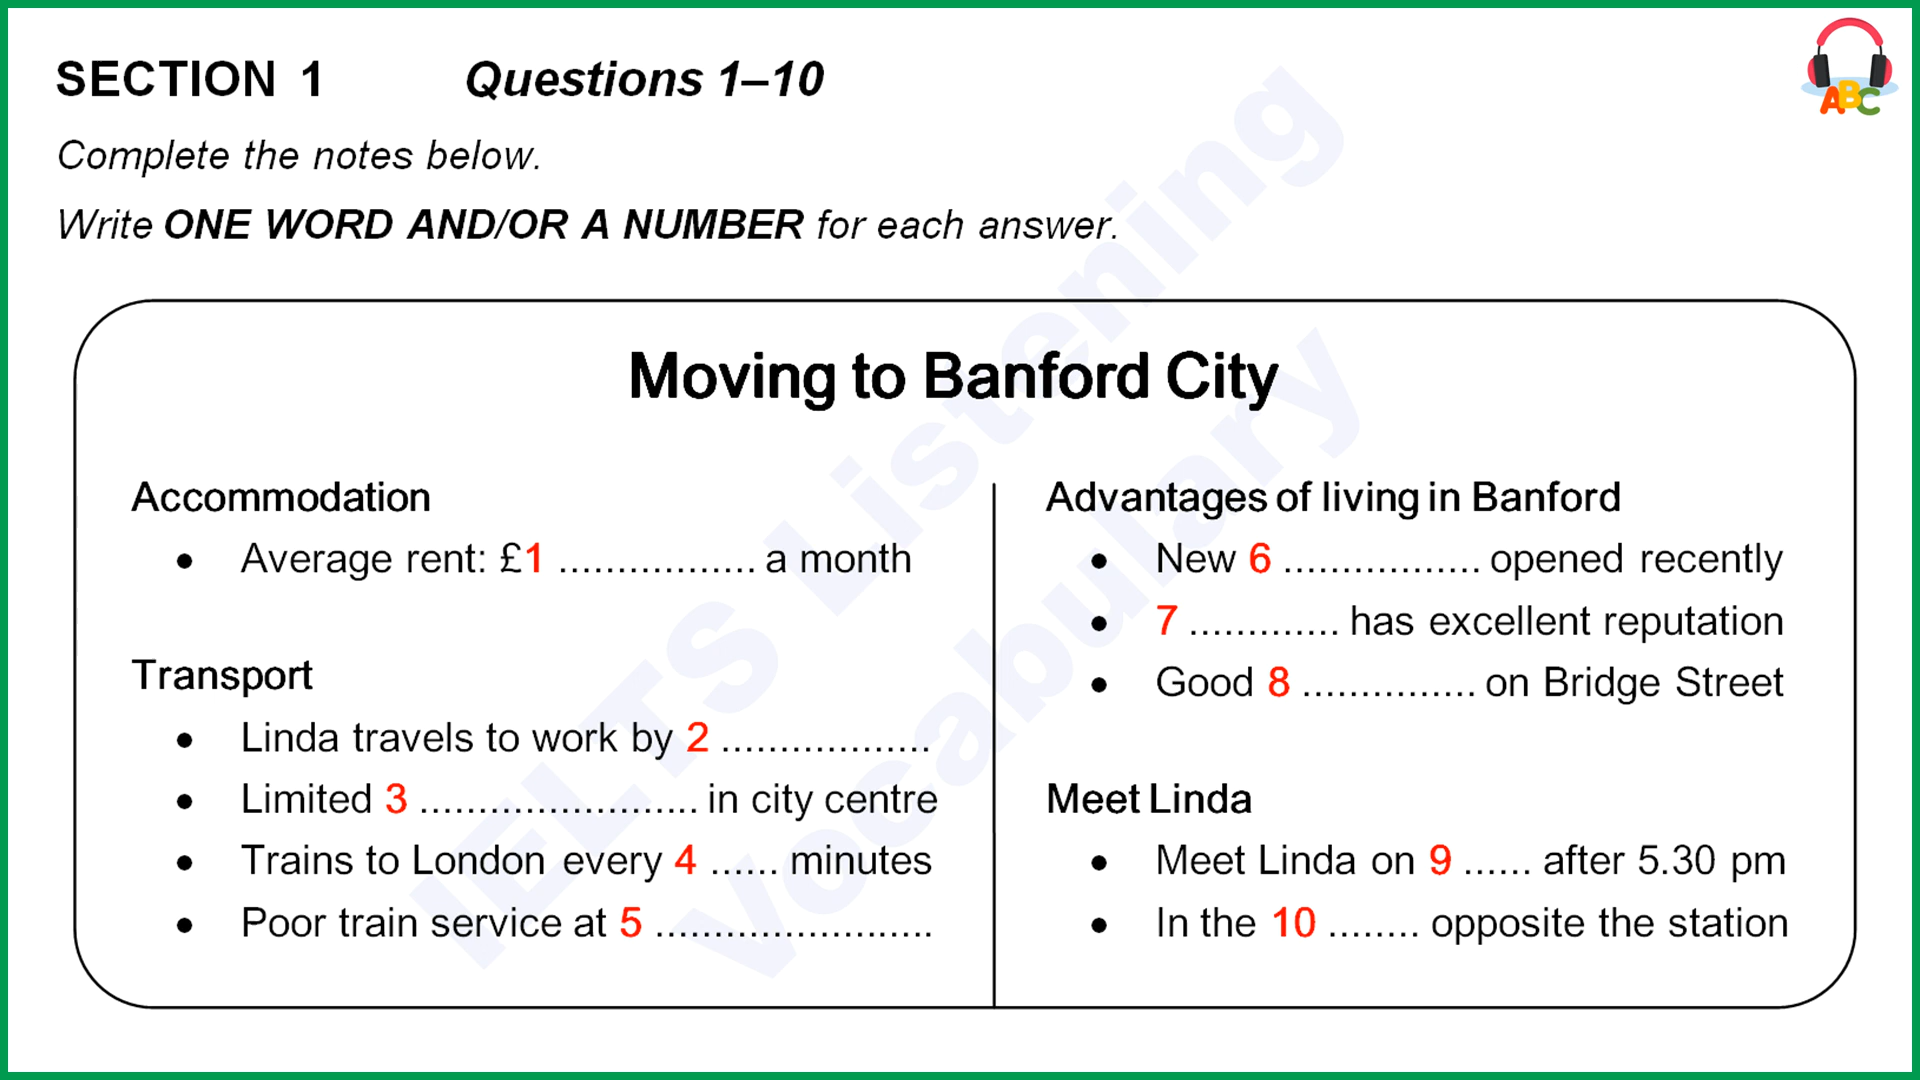 SECTION 1 Questions 1–10
ABC
Complete the notes below.
Write ONE WORD AND/OR A NUMBER for each answer.
Moving to Banford City
Accommodation
• Average rent: £1 ................. a month
Transport
• Linda travels to work by 2 ..................
• Limited 3 ........................ in city centre
• Trains to London every 4 ...... minutes
• Poor train service at 5 ........................
Advantages of living in Banford
• New 6 ................. opened recently
• 7 ............. has excellent reputation
• Good 8 ............... on Bridge Street
Meet Linda
• Meet Linda on 9 ...... after 5.30 pm
• In the 10 ........ opposite the station
IELTS Listening
Vocabulary